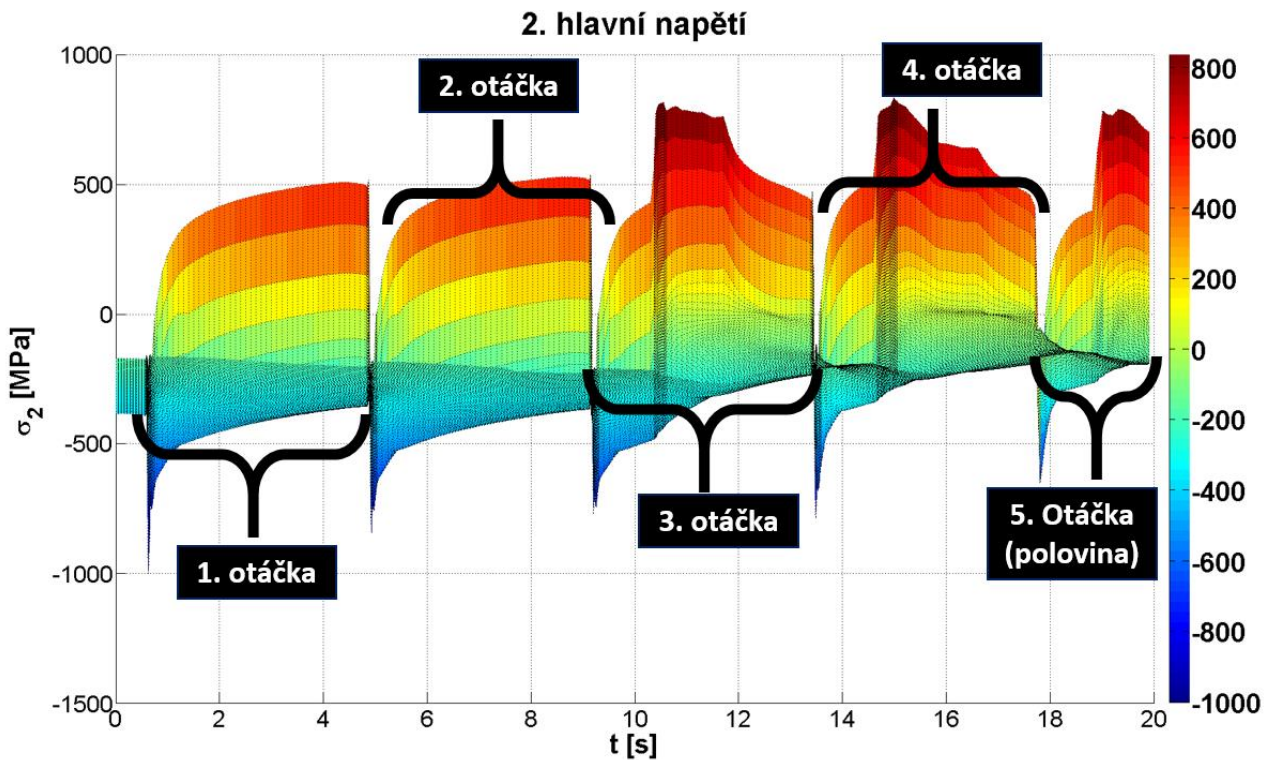 2. hlavní napětí
1000
500
0
-500
-1000
-1500
σ2 [MPa]
0 2 4 6 8 10 12 14 16 18 20
t [s]
1. otáčka
2. otáčka
3. otáčka
4. otáčka
5. Otáčka
(polovina)
800
600
400
200
0
-200
-400
-600
-800
-1000